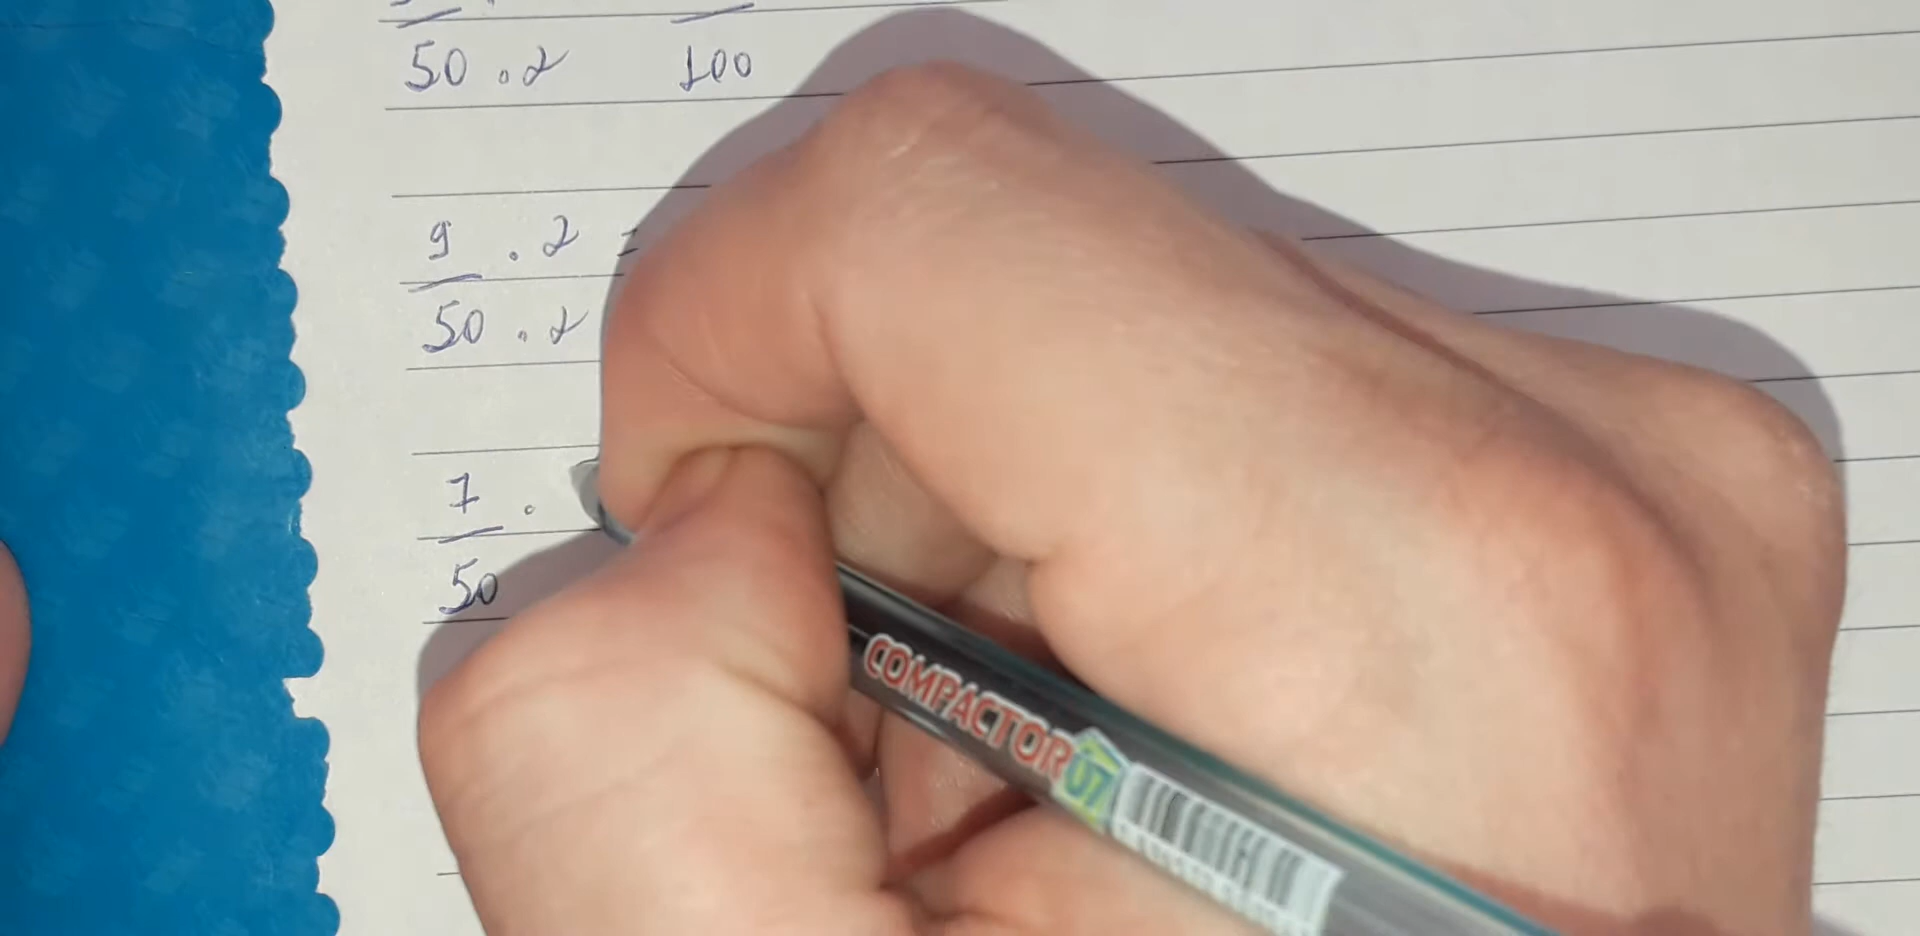 50 . 2 100
9 . 2 =
50 . 2
7 .
50
COMPACTOR 07